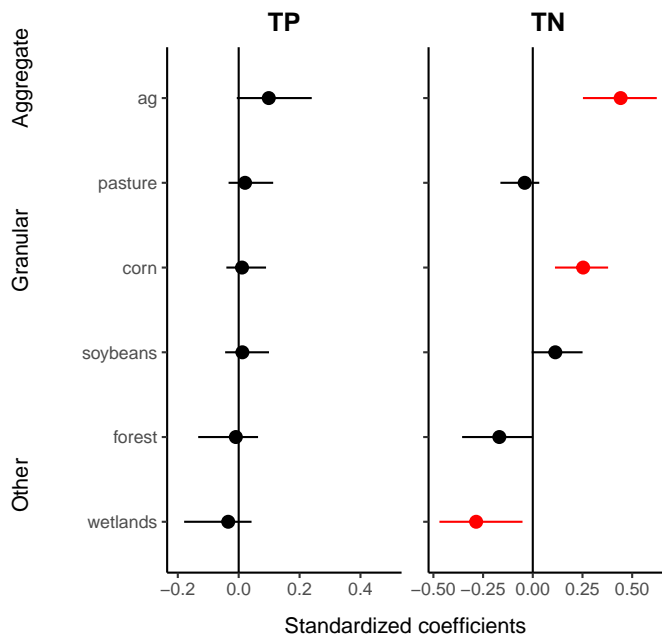 TP
TN
Aggregate
Granular
Other
ag
pasture
corn
soybeans
forest
wetlands
−0.2 0.0 0.2 0.4
−0.50 −0.25 0.00 0.25 0.50
Standardized coefficients